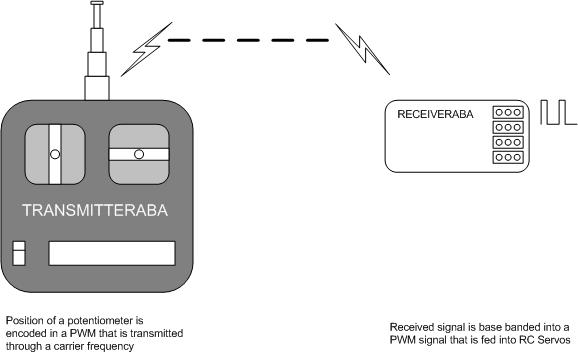 RECEIVERABA
TRANSMITTERABA
Position of a potentiometer is
encoded in a PWM that is transmitted
through a carrier frequency
Received signal is base banded into a
PWM signal that is fed into RC Servos